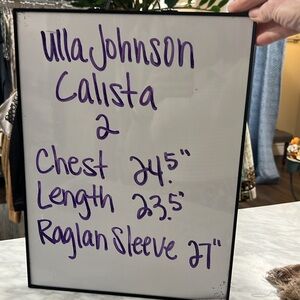 Ulla Johnson
Calista
2
Chest 24.5"
Length 23.5"
Raglan Sleeve 27"